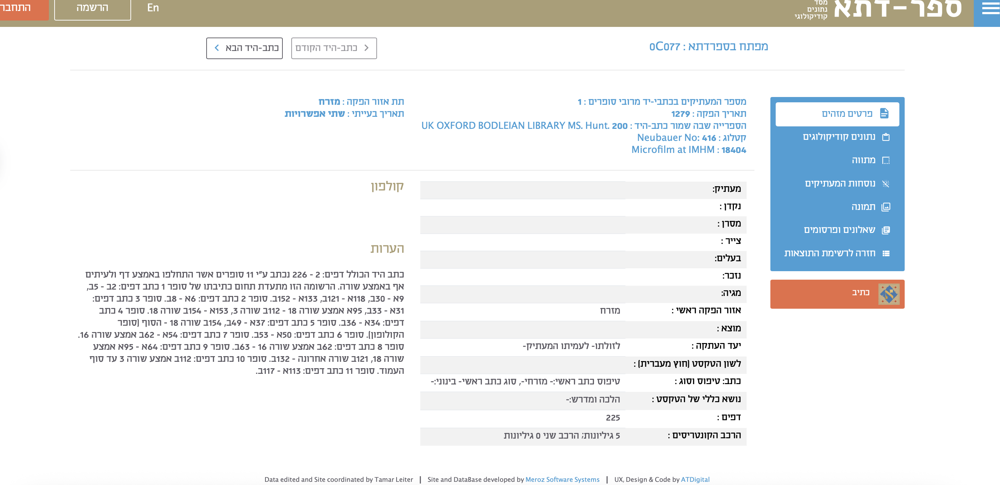 ספר-דתא
מסד
נתונים
קודיקולוגי
En
הרשמה
התחבר
מפתח בספרדתא : 0C077
כתב-היד הקודם
כתב-היד הבא
פרטים מזהים
נתונים קודיקולוגים
מתווה
נוסחות המעתיקים
תמונה
שאלונים ופרסומים
חזרה לרשימת התוצאות
כתיב
מספר המעתיקים בכתבי-יד מרובי סופרים : 1
תאריך הפקה : 1279
הספרייה שבה שמור כתב-היד : UK OXFORD BODLEIAN LIBRARY MS. Hunt. 200
קטלוג : Neubauer No: 416
Microfilm at IMHM : 18404
תת אזור הפקה : מזרח
תאריך בעייתי : שתי אפשרויות
מעתיק:
נקדן :
מסרן :
צייר :
בעלים:
נזכר:
מגיה:
אזור הפקה ראשי : מזרח
מוצא :
יעד העתקה : לזולתו- לעמיתו המעתיק-
לשון הטקסט (חוץ מעברית) :
כתב: טיפוס וסוג : טיפוס כתב ראשי:- מזרחי-, סוג כתב ראשי- בינוני:-
נושא כללי של הטקסט : הלכה ומדרש:-
דפים : 225
הרכב הקונטריסים : 5 גיליונות; הרכב שני 0 גיליונות
קולפון
הערות
כתב היד הכולל דפים: 2 - 226 נכתב ע"י 11 סופרים אשר התחלפו באמצע דף ולעיתים
אף באמצע שורה. הרשומה הזו מתעדת תחום כתיבתו של סופר 1 כתב דפים: 2ב - 5ב,
9א - 30ב, 118א - 121ב, 133א - 152ב. סופר 2 כתב דפים: 6א - 8ב. סופר 3 כתב דפים:
31א - 33ב, 95א אמצע שורה 18 - 112ב שורה 3, 153א - 154ב שורה 18. סופר 4 כתב
דפים: 34א - 36ב. סופר 5 כתב דפים: 37א - 49ב, 154ב שורה 18 - הסוף (סופר
הקולופון). סופר 6 כתב דפים: 50א - 53ב. סופר 7 כתב דפים: 54א - 62ב אמצע שורה 16.
סופר 8 כתב דפים: 62ב אמצע שורה 16 - 63ב. סופר 9 כתב דפים: 64א - 95א אמצע
שורה 18, 121ב שורה אחרונה - 132ב. סופר 10 כתב דפים: 112ב אמצע שורה 3 עד סוף
העמוד. סופר 11 כתב דפים: 113א - 117ב.
Data edited and Site coordinated by Tamar Leiter | Site and DataBase developed by Meroz Software Systems | UX, Design & Code by ATDigital